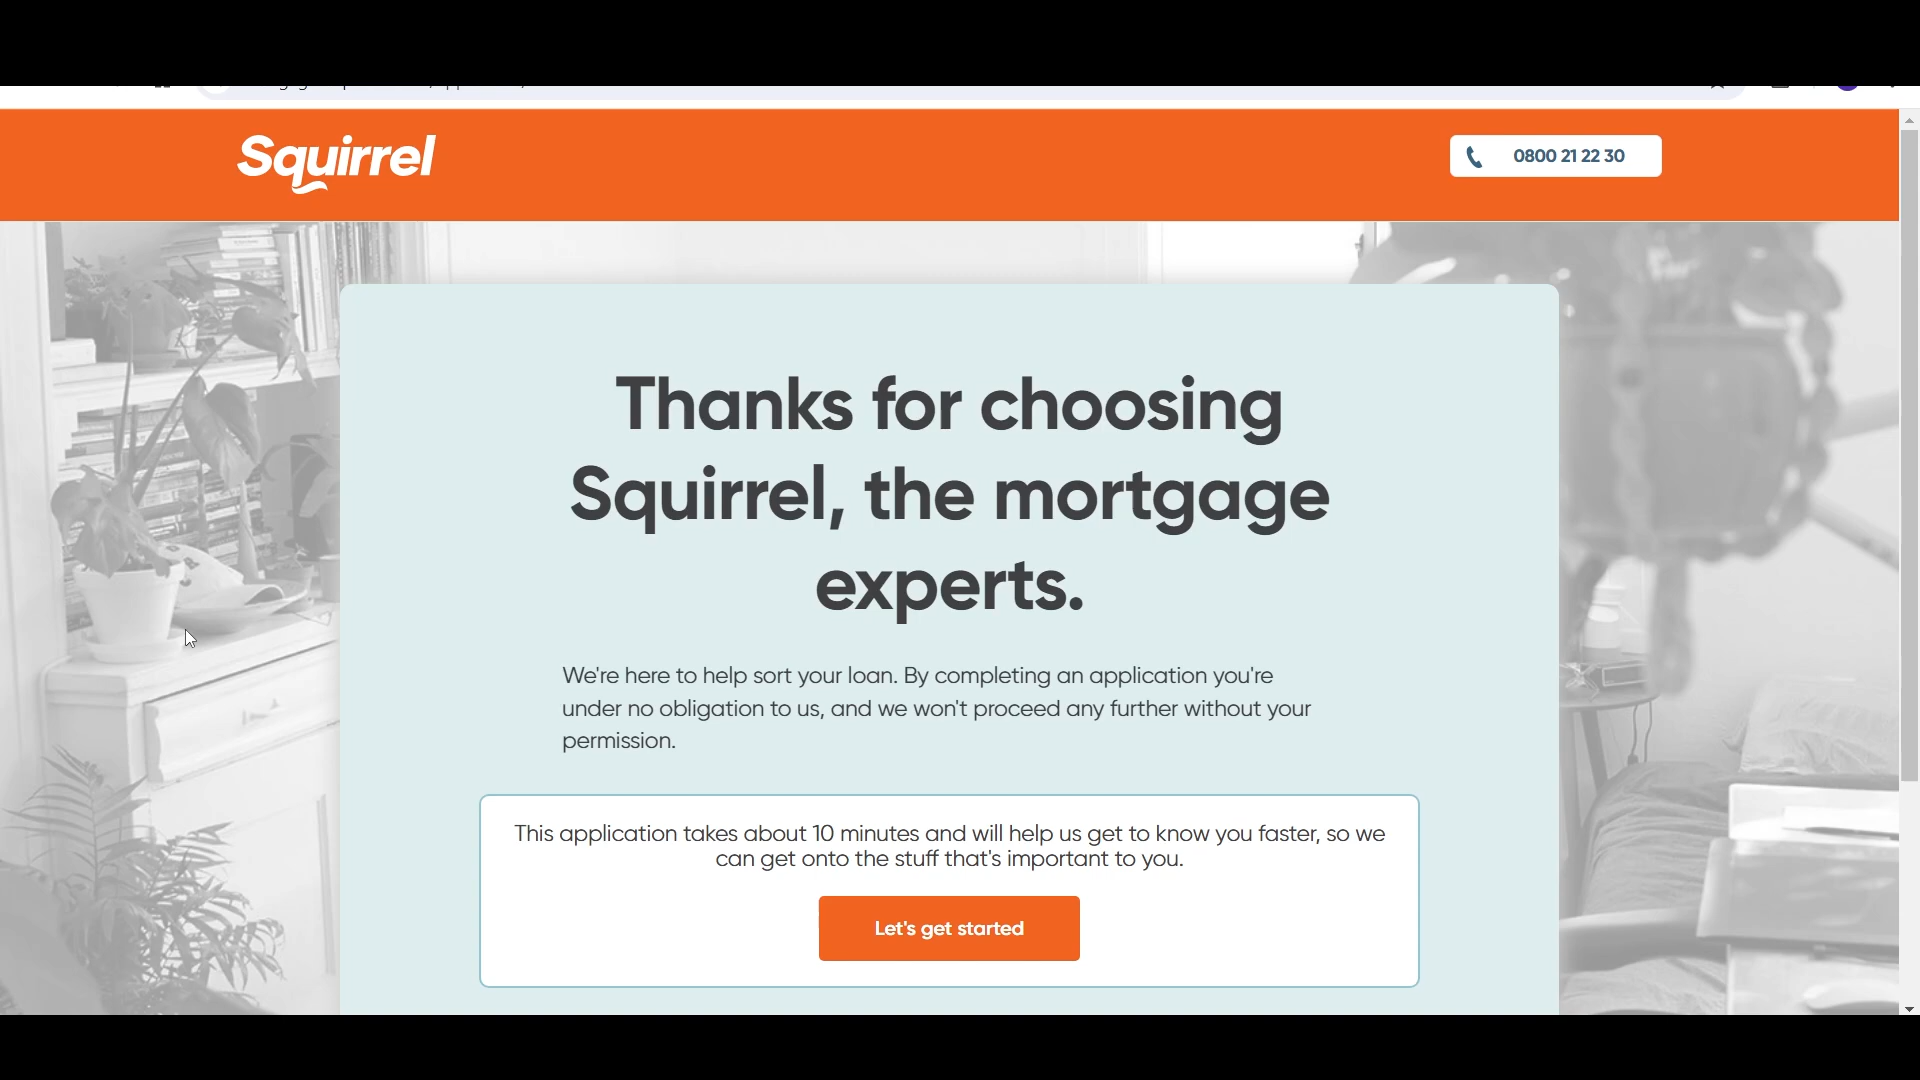 Squirrel
0800 21 22 30
Thanks for choosing
Squirrel, the mortgage
experts.
We're here to help sort your loan. By completing an application you're
under no obligation to us, and we won't proceed any further without your
permission.
This application takes about 10 minutes and will help us get to know you faster, so we
can get onto the stuff that's important to you.
Let's get started